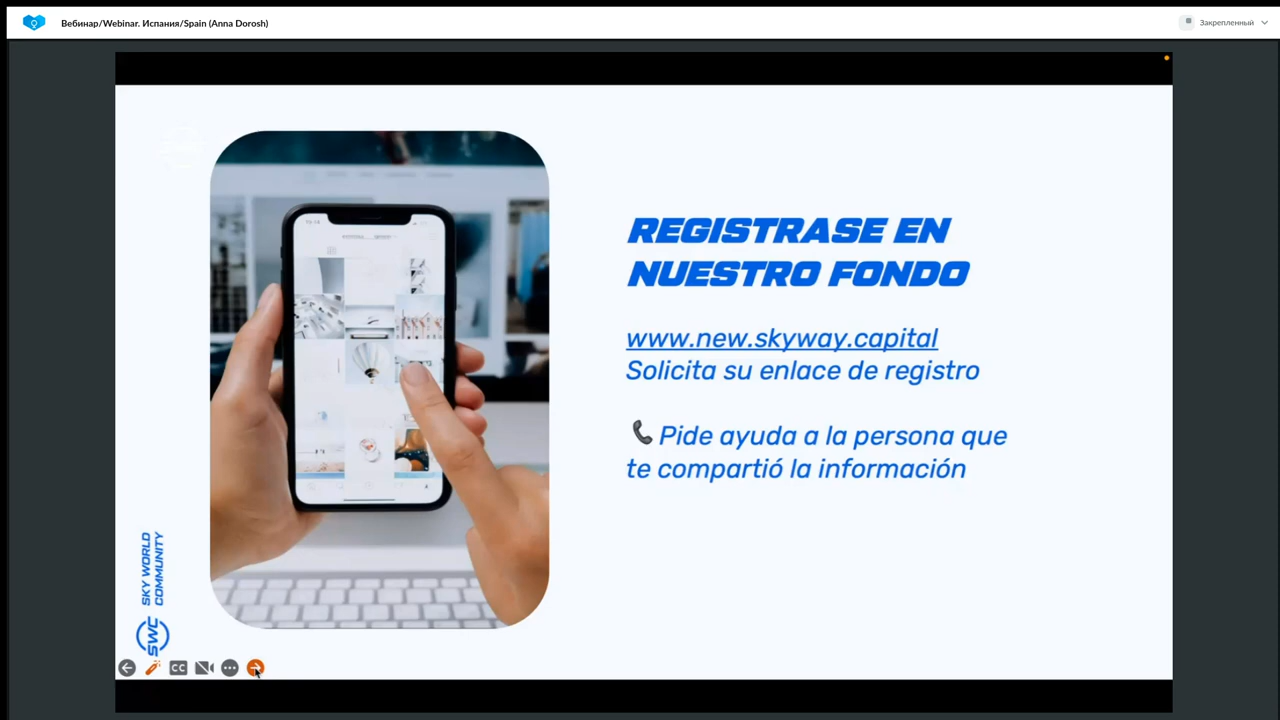 Вебинар/Webinar. Испания/Spain (Anna Dorosh)
Закрепленный
REGISTRASE EN
NUESTRO FONDO
www.new.skyway.capital
Solicita su enlace de registro
Pide ayuda a la persona que
te compartió la información
SKY WORLD
COMMUNITY
SWC
CC